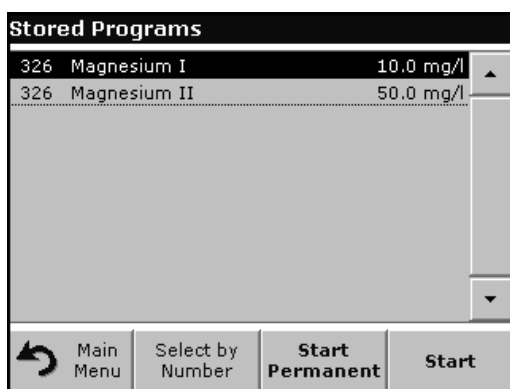 Stored Programs
326 Magnesium I 10.0 mg/l
326 Magnesium II 50.0 mg/l
Main Menu
Select by Number
Start Permanent
Start